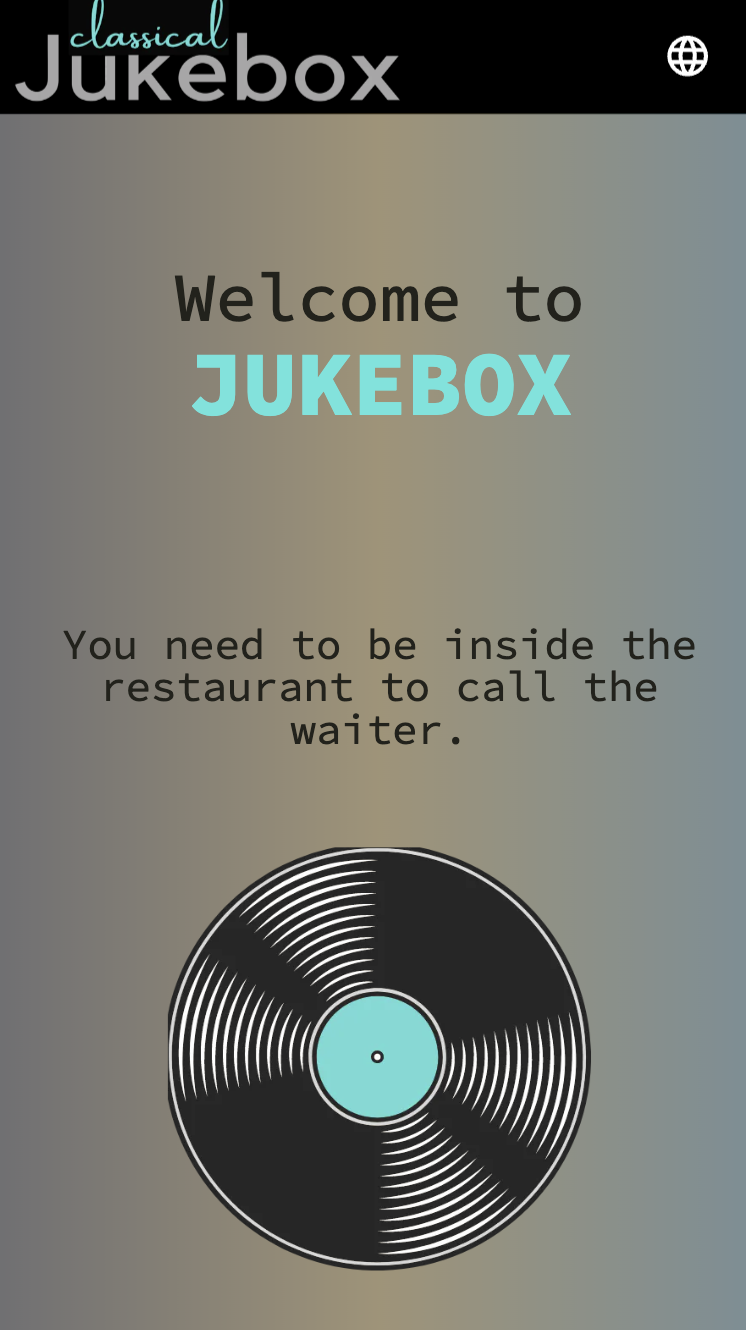 classical
Jukebox
Welcome to
JUKEBOX
You need to be inside the
restaurant to call the
waiter.